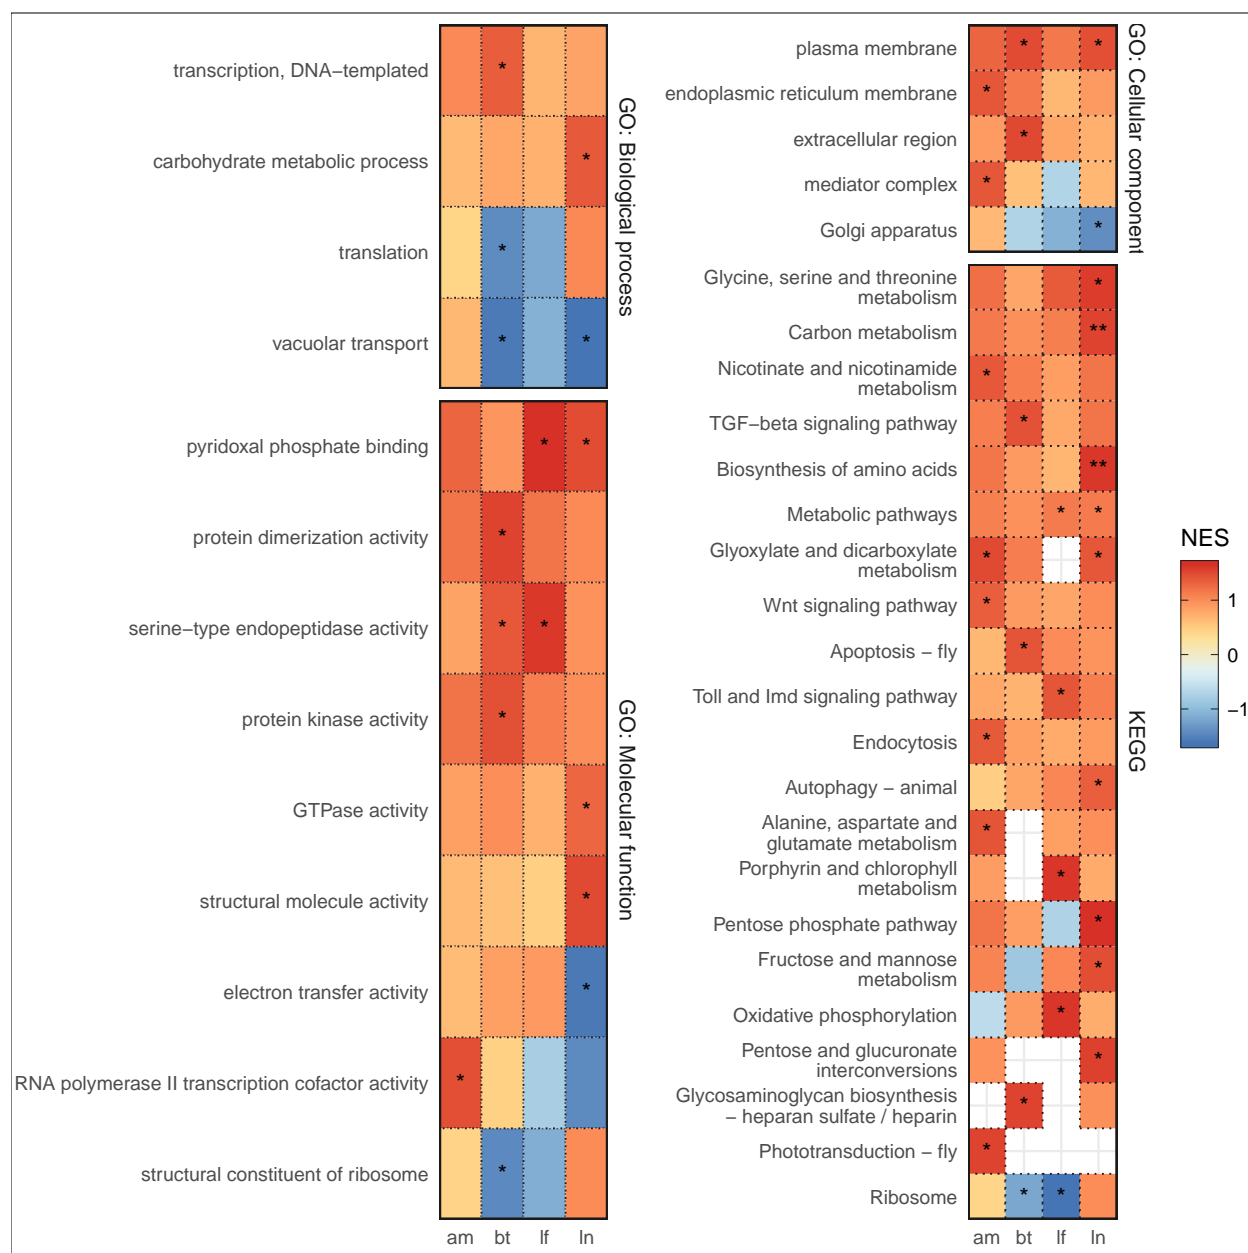 transcription, DNA−templated
*
carbohydrate metabolic process
*
translation
*
vacuolar transport
* *
GO: Biological process
pyridoxal phosphate binding
* *
protein dimerization activity
*
serine−type endopeptidase activity
* *
protein kinase activity
*
GTPase activity
*
structural molecule activity
*
electron transfer activity
*
RNA polymerase II transcription cofactor activity
*
structural constituent of ribosome
*
GO: Molecular function
am bt lf ln
plasma membrane
* *
endoplasmic reticulum membrane
*
extracellular region
*
mediator complex
*
Golgi apparatus
*
GO: Cellular component
Glycine, serine and threonine
metabolism
*
Carbon metabolism
**
Nicotinate and nicotinamide
metabolism
*
TGF−beta signaling pathway
*
Biosynthesis of amino acids
**
Metabolic pathways
* *
Glyoxylate and dicarboxylate
metabolism
* *
Wnt signaling pathway
*
Apoptosis − fly
*
Toll and Imd signaling pathway
*
Endocytosis
*
Autophagy − animal
*
Alanine, aspartate and
glutamate metabolism
*
Porphyrin and chlorophyll
metabolism
*
Pentose phosphate pathway
*
Fructose and mannose
metabolism
*
Oxidative phosphorylation
*
Pentose and glucuronate
interconversions
*
Glycosaminoglycan biosynthesis
− heparan sulfate / heparin
*
Phototransduction − fly
*
Ribosome
* *
KEGG
am bt lf ln
NES
1
0
−1